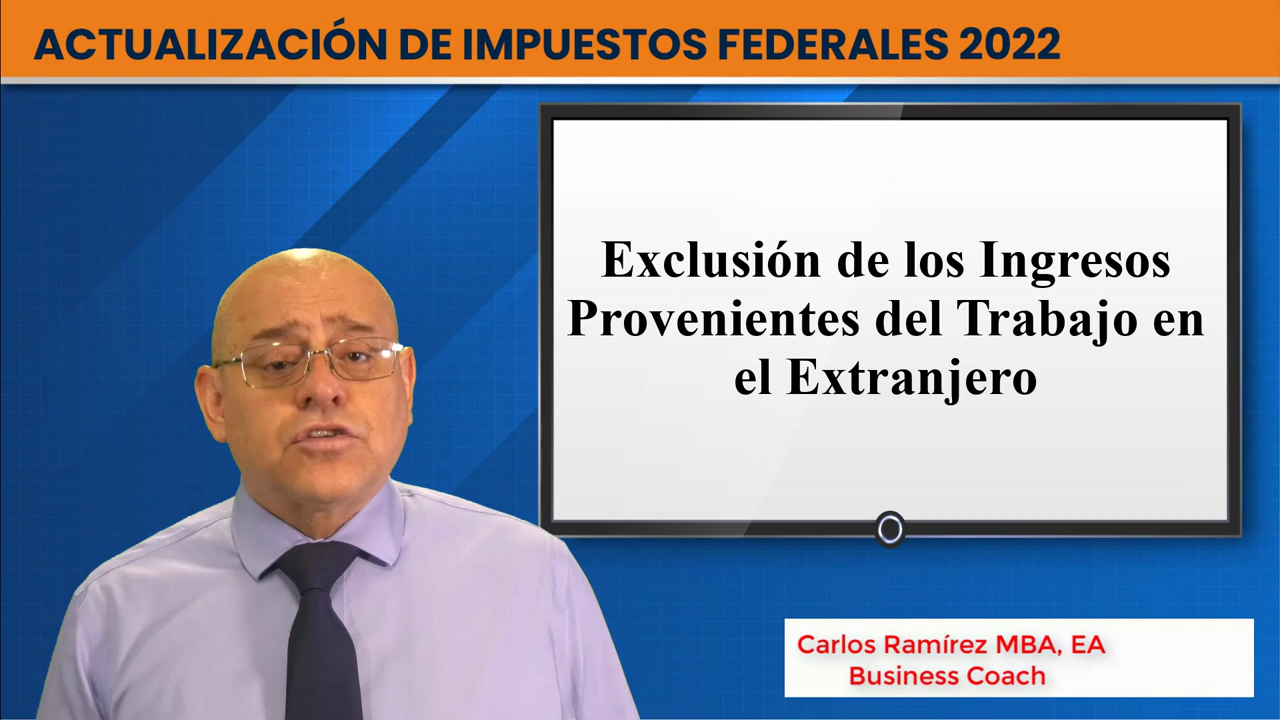 ACTUALIZACIÓN DE IMPUESTOS FEDERALES 2022
Exclusión de los Ingresos
Provenientes del Trabajo en
el Extranjero
Carlos Ramírez MBA, EA
Business Coach